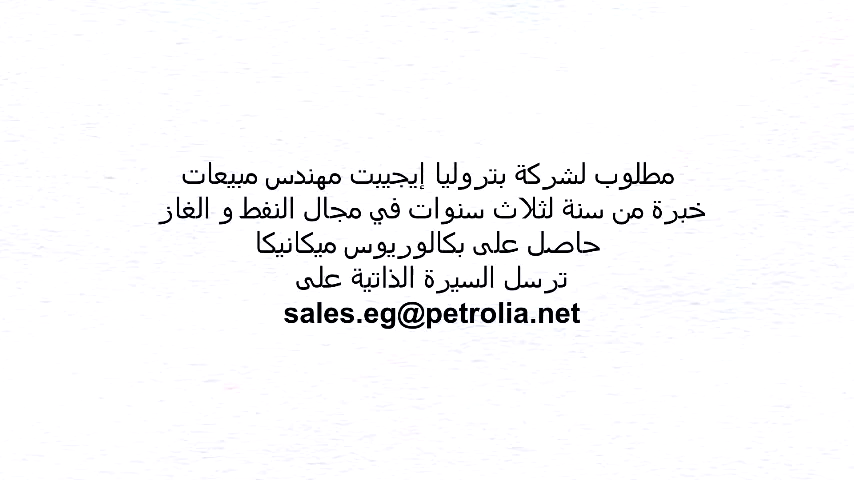 مطلوب لشركة بتروليا إيجيبت مهندس مبيعات
خبرة من سنة لثلاث سنوات في مجال النفط و الغاز
حاصل على بكالوريوس ميكانيكا
ترسل السيرة الذاتية على
sales.eg@petrolia.net